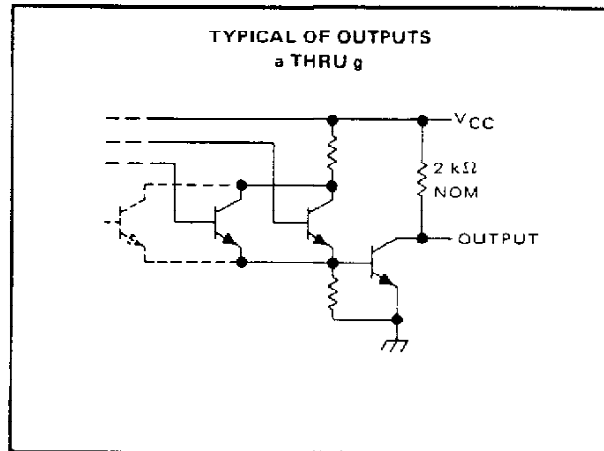 TYPICAL OF OUTPUTS
a THRU g
VCC
2 kΩ
NOM
OUTPUT